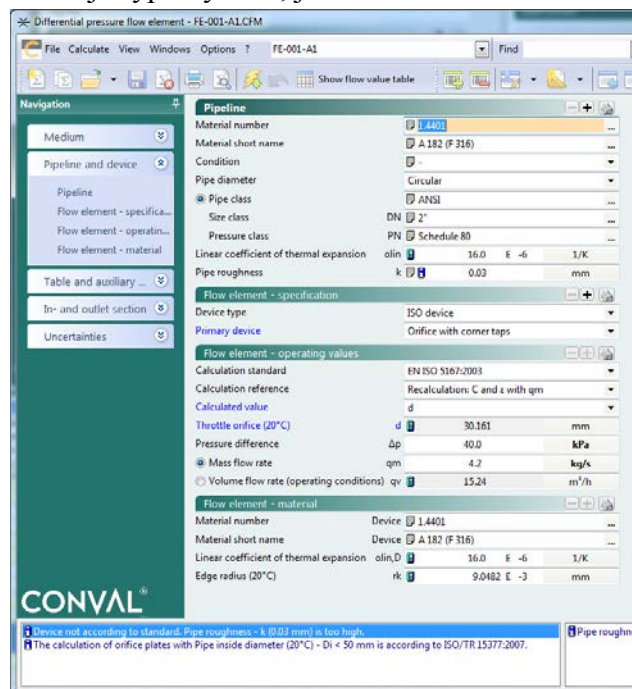 Differential pressure flow element - FE-001-A1.CFM
File Calculate View Windows Options ? FE-001-A1 Find
Show flow value table
Navigation
Medium
Pipeline and device
Pipeline
Flow element - specifica...
Flow element - operatin...
Flow element - material
Table and auxiliary ...
In- and outlet section
Uncertainties
CONVAL®
Pipeline
Material number 1.4401 ...
Material short name A 182 (F 316) ...
Condition -
Pipe diameter Circular
Pipe class ANSI ...
Size class DN 2" ...
Pressure class PN Schedule 80 ...
Linear coefficient of thermal expansion αlin 16.0 E -6 1/K
Pipe roughness k 0.03 mm
Flow element - specification
Device type ISO device
Primary device Orifice with corner taps
Flow element - operating values
Calculation standard EN ISO 5167:2003
Calculation reference Recalculation: C and ε with qm
Calculated value d
Throttle orifice (20°C) d 30.161 mm
Pressure difference Δp 40.0 kPa
Mass flow rate qm 4.2 kg/s
Volume flow rate (operating conditions) qv 15.24 m³/h
Flow element - material
Material number Device 1.4401 ...
Material short name Device A 182 (F 316) ...
Linear coefficient of thermal expansion αlin,D 16.0 E -6 1/K
Edge radius (20°C) rk 9.0482 E -3 mm
Device not according to standard. Pipe roughness - k (0.03 mm) is too high.
The calculation of orifice plates with Pipe inside diameter (20°C) - Di < 50 mm is according to ISO/TR 15377:2007.
Pipe roughn